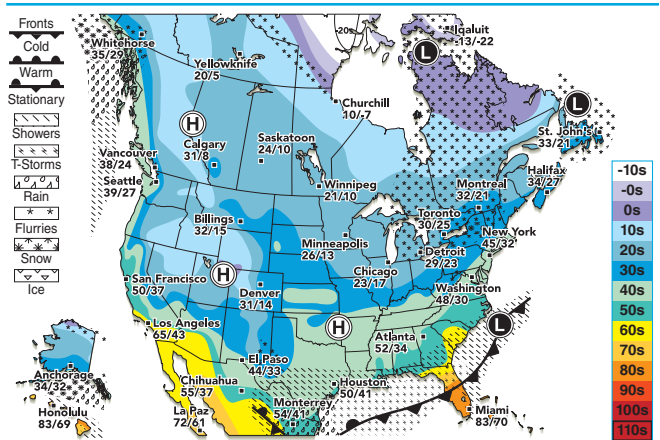 Fronts
Cold
Warm
Stationary
Showers
T-Storms
Rain
Flurries
Snow
Ice
-20s
Iqaluit
-13/-22
L
Whitehorse
35/29
Yellowknife
20/5
Churchill
10/-7
L
H
St. John's
33/21
Calgary
31/8
Saskatoon
24/10
Vancouver
38/24
Seattle
39/27
Winnipeg
21/10
Montreal
32/21
Halifax
34/27
Billings
32/15
Minneapolis
26/13
Toronto
30/25
New York
45/32
Detroit
29/23
Chicago
23/17
Washington
48/30
San Francisco
50/37
H
Denver
31/14
Los Angeles
65/43
H
Atlanta
52/34
L
El Paso
44/33
Houston
50/41
Chihuahua
55/37
Monterrey
54/41
La Paz
72/61
Miami
83/70
Anchorage
34/32
Honolulu
83/69
-10s
-0s
0s
10s
20s
30s
40s
50s
60s
70s
80s
90s
100s
110s